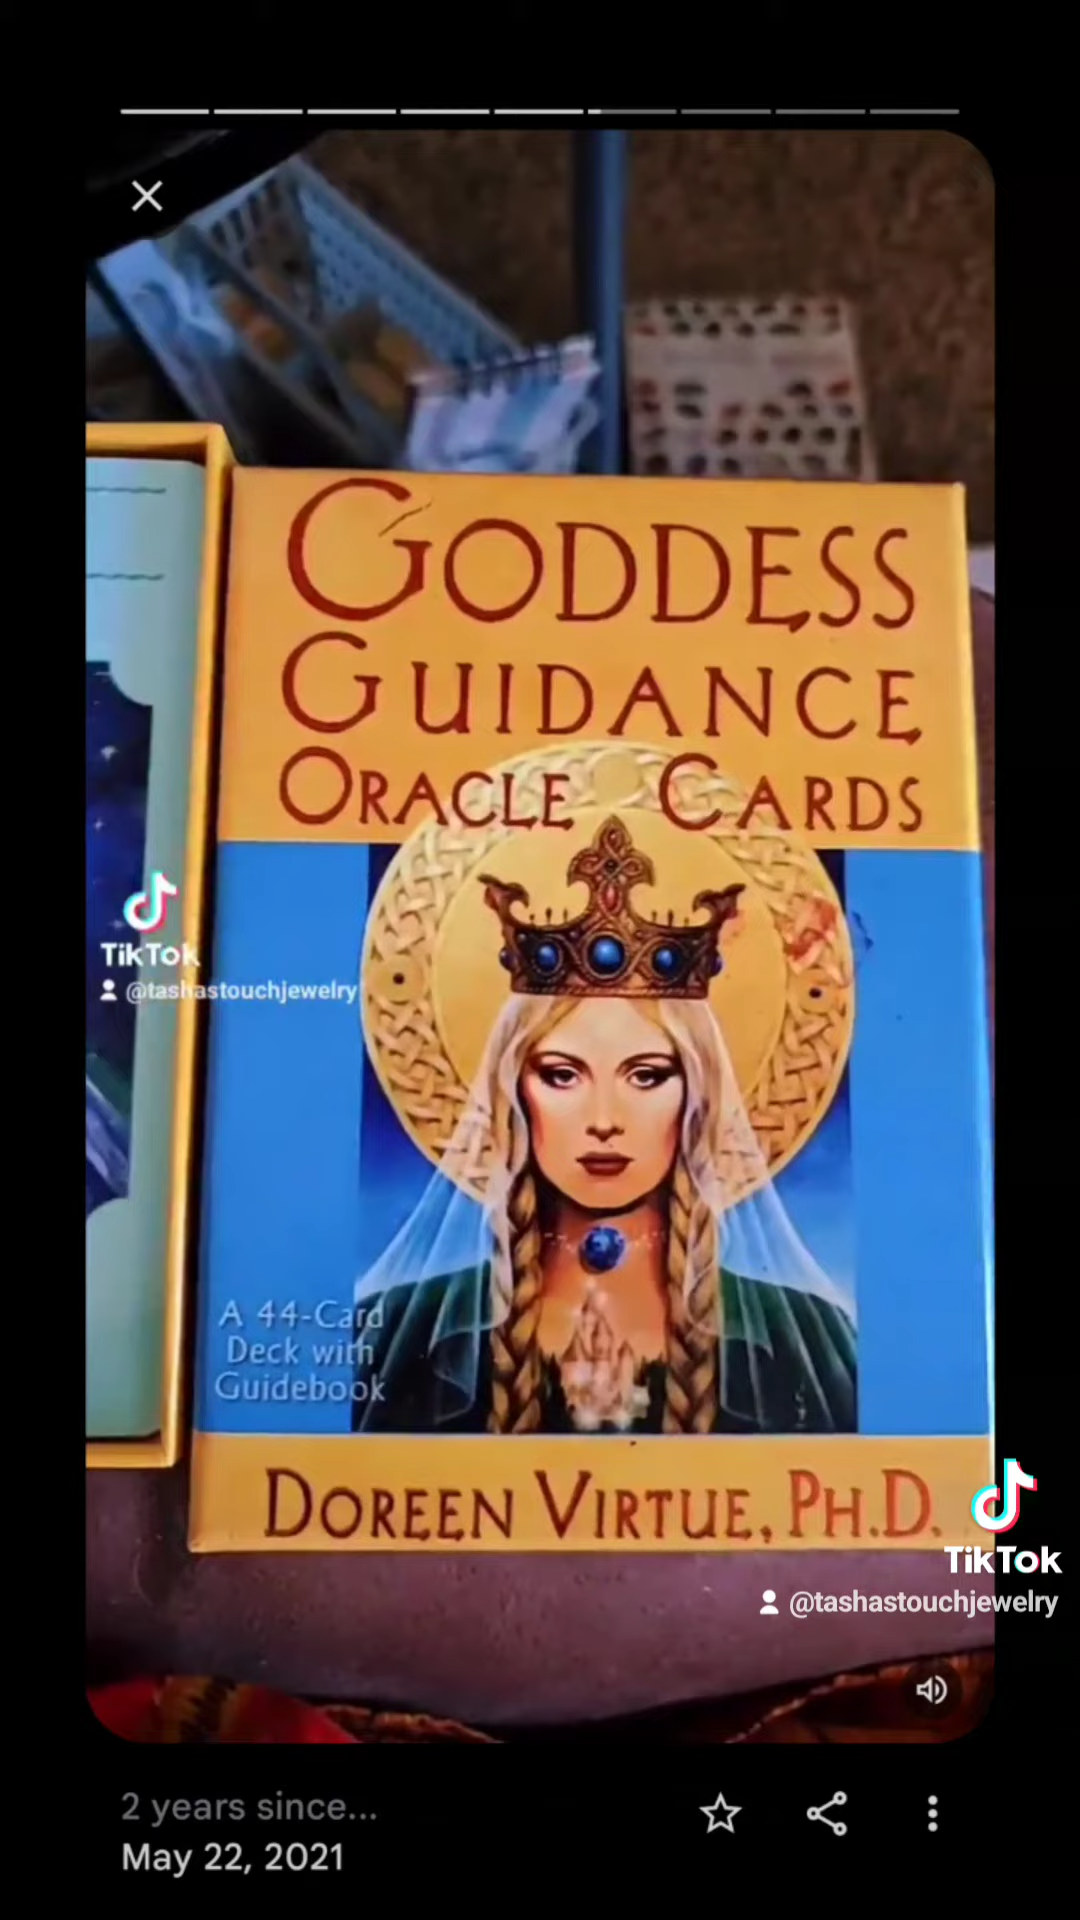 GODDESS
GUIDANCE
ORACLE CARDS
TikTok
@tashastouchjewelry
A 44-Card
Deck with
Guidebook
DOREEN VIRTUE, PH.D.
TikTok
@tashastouchjewelry
2 years since...
May 22, 2021